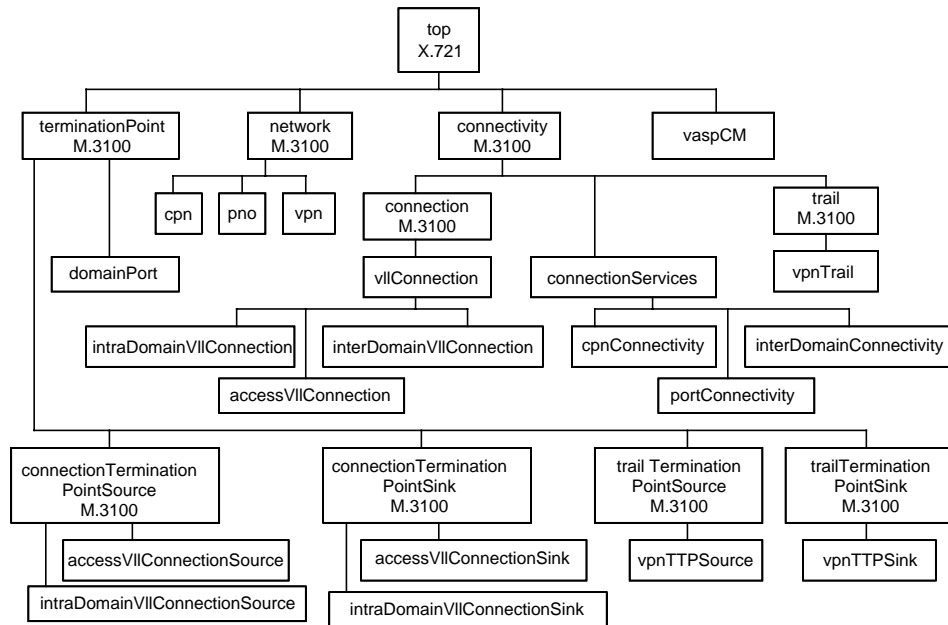 top
X.721
terminationPoint
M.3100
network
M.3100
connectivity
M.3100
vaspCM
cpn
pno
vpn
connection
M.3100
trail
M.3100
domainPort
vllConnection
connectionServices
vpnTrail
intraDomainVllConnection
interDomainVllConnection
cpnConnectivity
interDomainConnectivity
accessVllConnection
portConnectivity
connectionTermination
PointSource
M.3100
connectionTermination
PointSink
M.3100
trail Termination
PointSource
M.3100
trailTermination
PointSink
M.3100
accessVllConnectionSource
accessVllConnectionSink
vpnTTPSource
vpnTTPSink
intraDomainVllConnectionSource
intraDomainVllConnectionSink